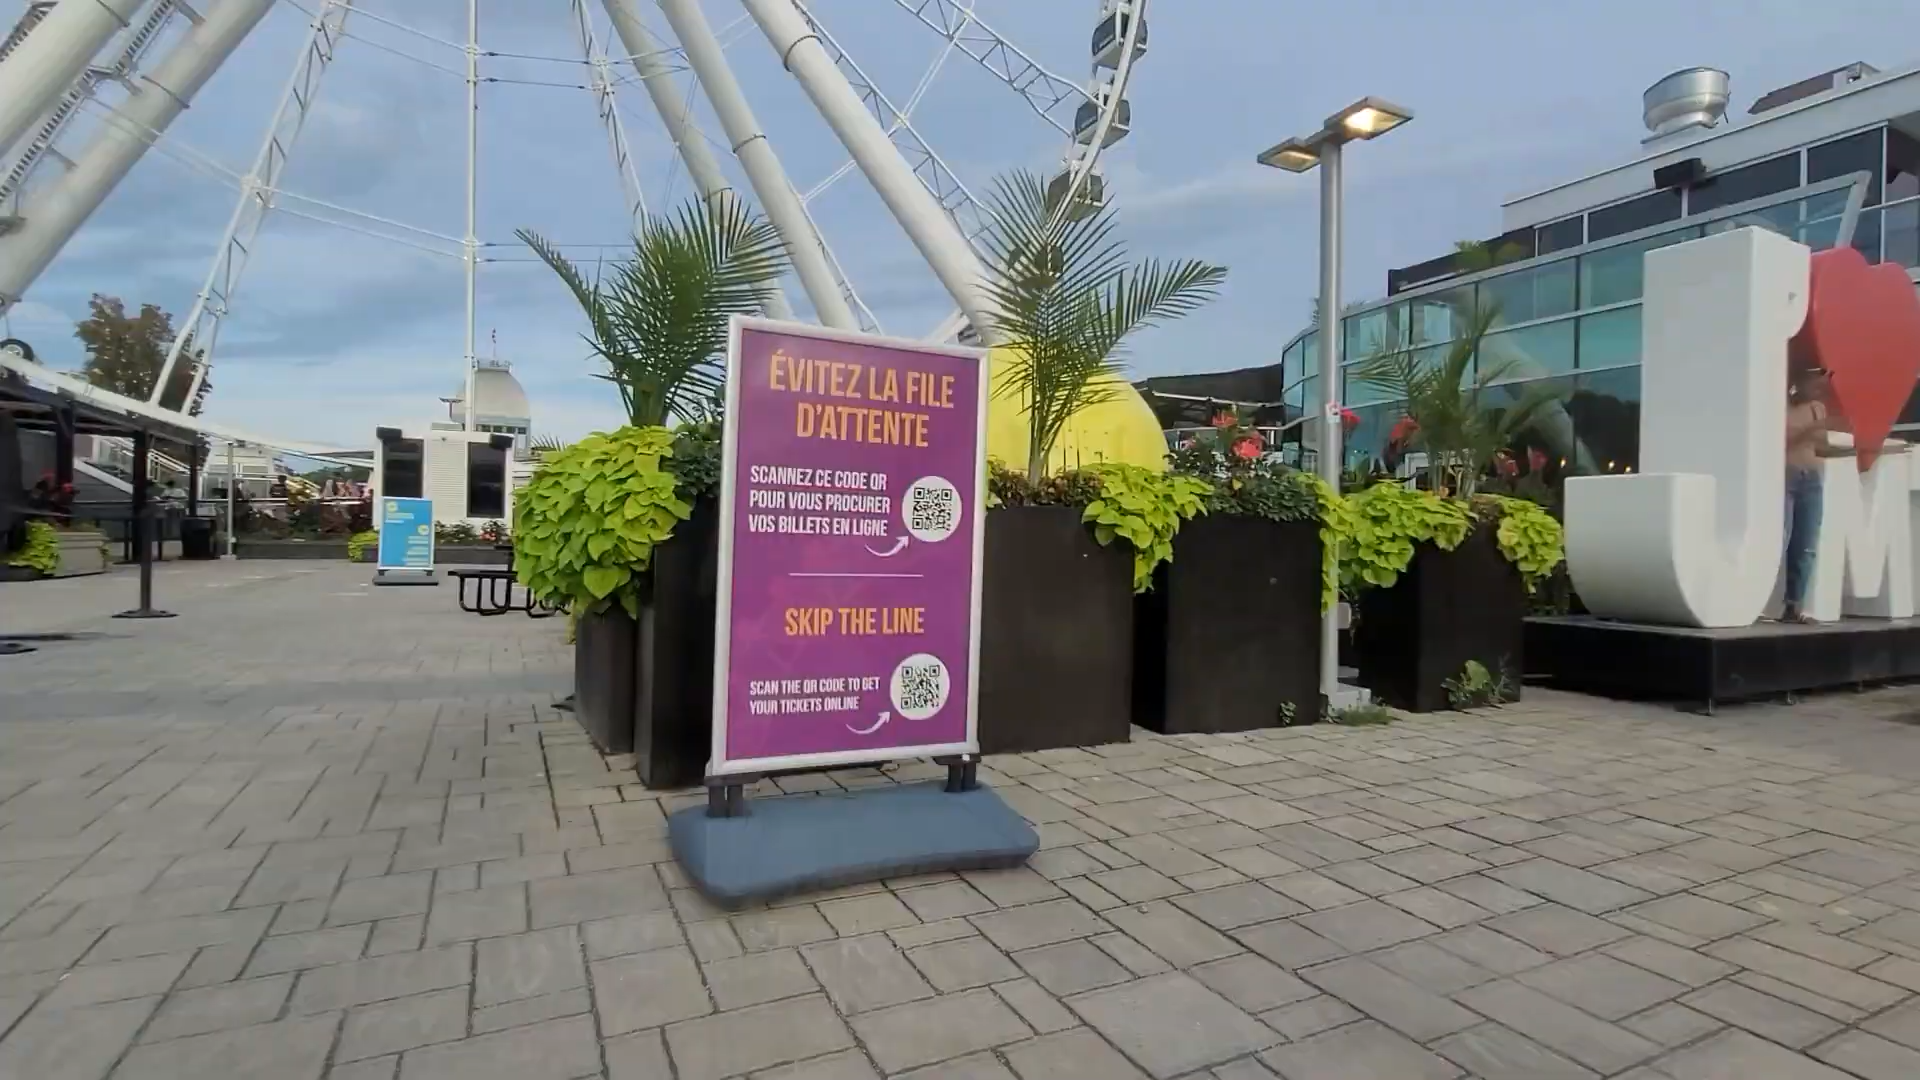 ÉVITEZ LA FILE
D'ATTENTE
SCANNEZ CE CODE QR
POUR VOUS PROCURER
VOS BILLETS EN LIGNE
SKIP THE LINE
SCAN THE QR CODE TO GET
YOUR TICKETS ONLINE
J'
M